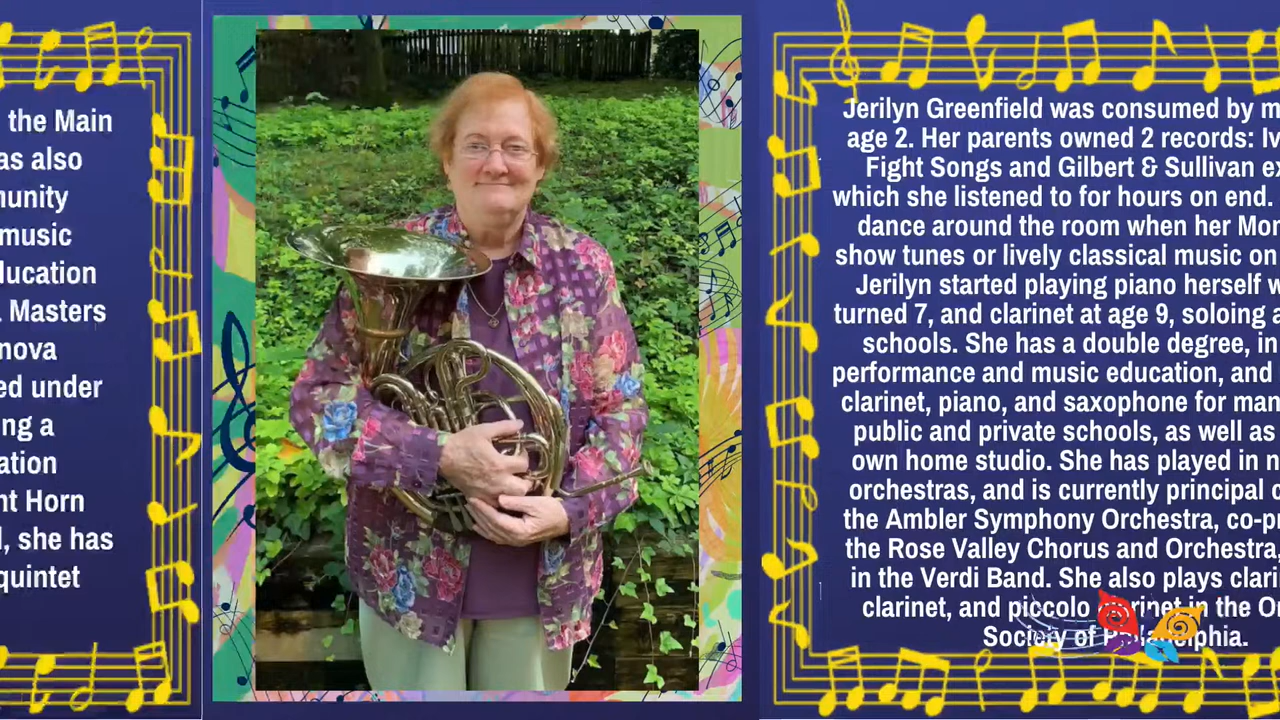 the Main
as also
munity
music
ducation
Masters
nova
ed under
ng a
ation
nt Horn
, she has
quintet
Jerilyn Greenfield was consumed by m
age 2. Her parents owned 2 records: Iv
Fight Songs and Gilbert & Sullivan ex
which she listened to for hours on end.
dance around the room when her Mo
show tunes or lively classical music on
Jerilyn started playing piano herself w
turned 7, and clarinet at age 9, soloing a
schools. She has a double degree, in
performance and music education, and
clarinet, piano, and saxophone for man
public and private schools, as well as
own home studio. She has played in n
orchestras, and is currently principal c
the Ambler Symphony Orchestra, co-pr
the Rose Valley Chorus and Orchestra,
in the Verdi Band. She also plays clari
clarinet, and piccolo clarinet in the Or
Society of Philadelphia.